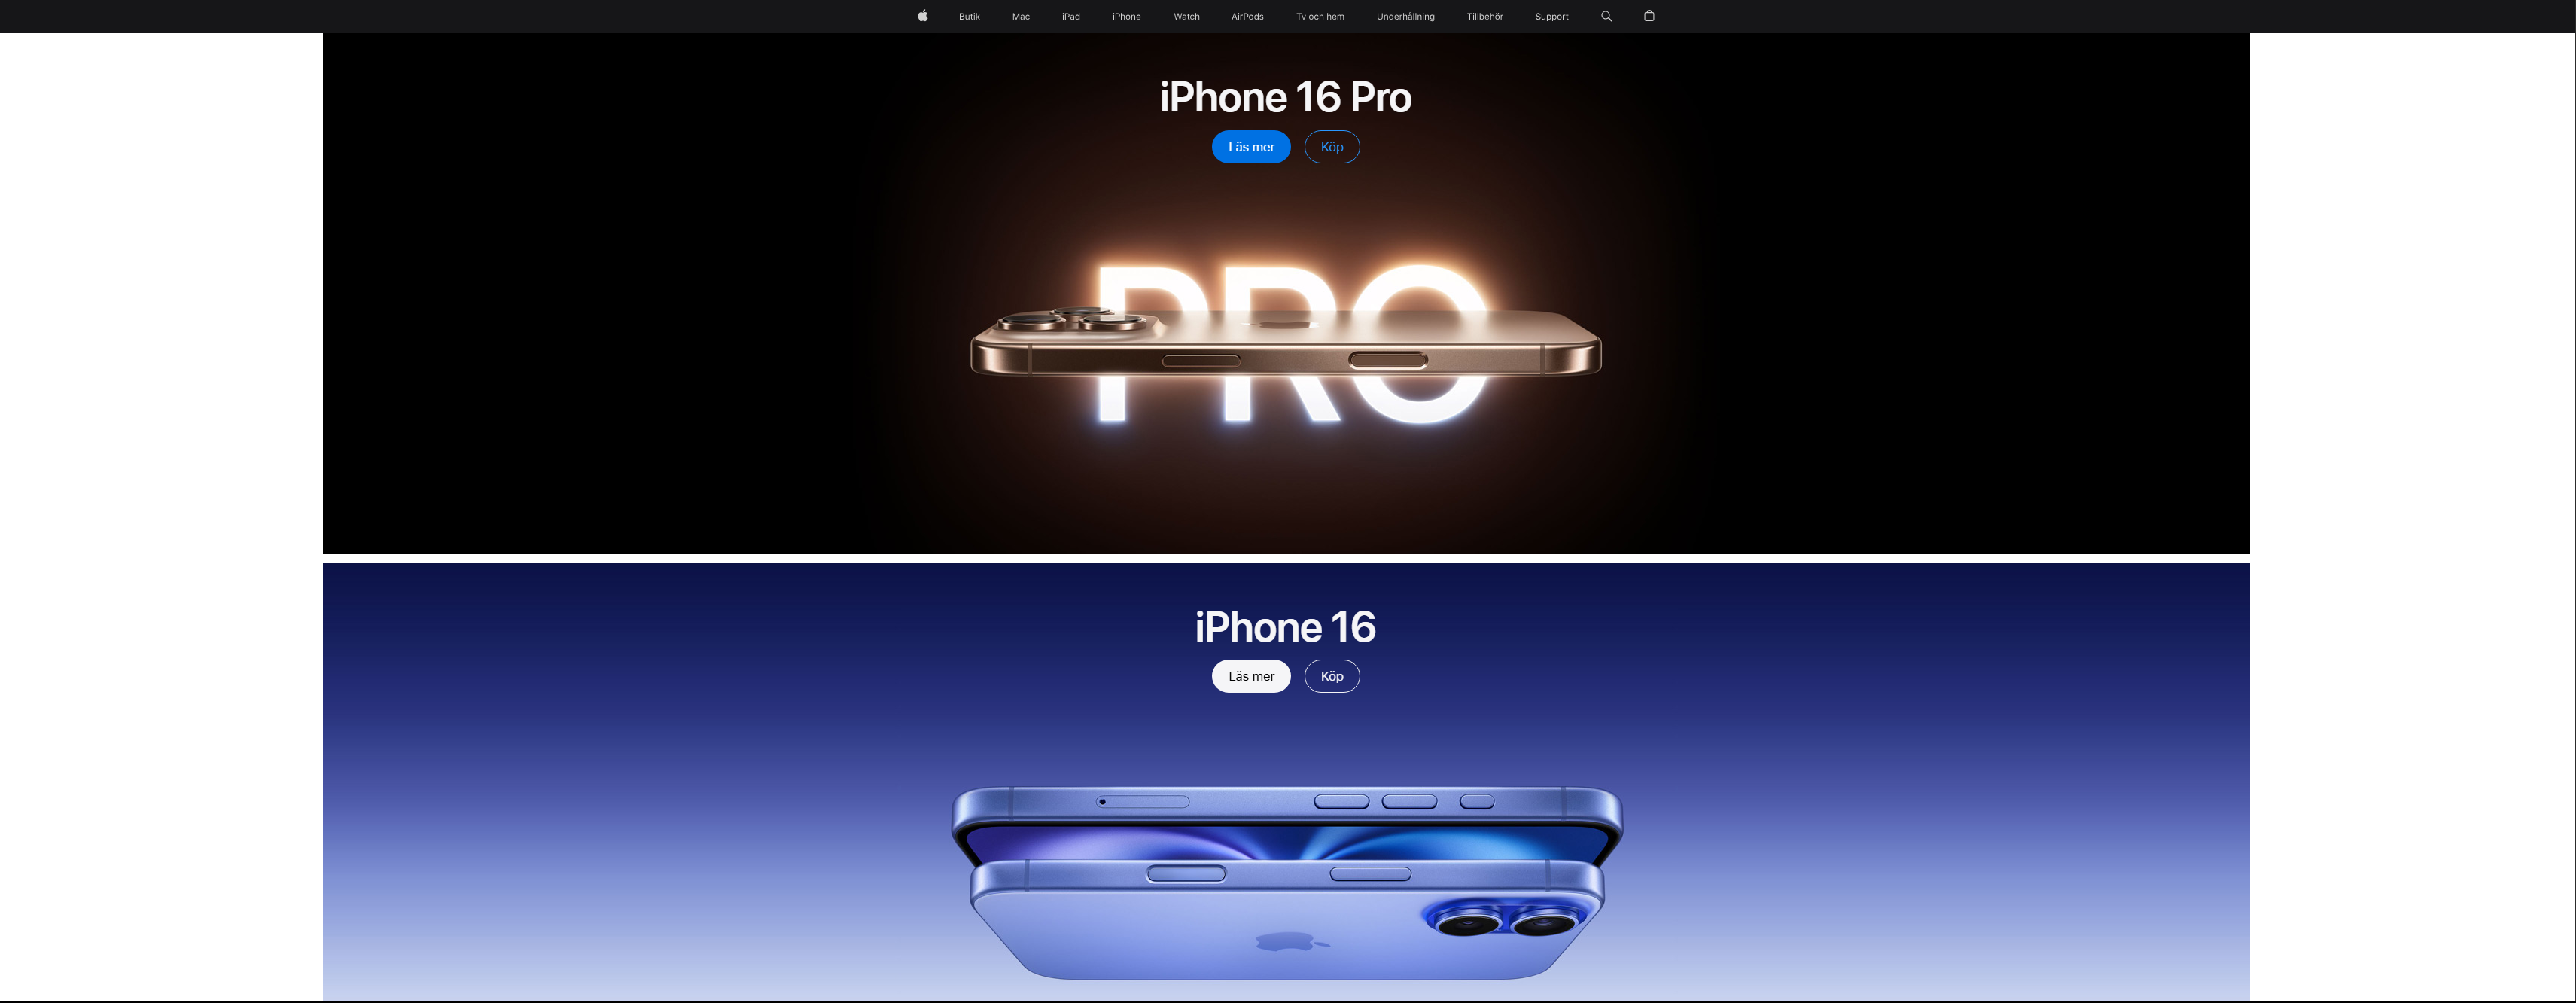 Butik Mac iPad iPhone Watch AirPods Tv och hem Underhållning Tillbehör Support
iPhone 16 Pro
Läs mer Köp
PRO
iPhone 16
Läs mer Köp